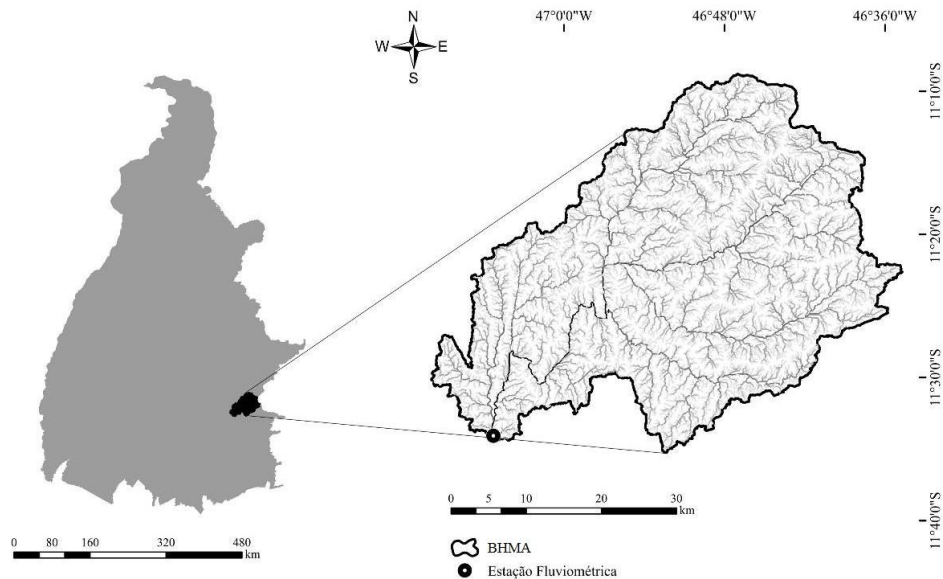 47°0'0"W 46°48'0"W 46°36'0"W
N
W E
S
11°10'0"S
11°20'0"S
11°30'0"S
11°40'0"S
0 5 10 20 30
km
0 80 160 320 480
km
BHMA
Estação Fluviométrica